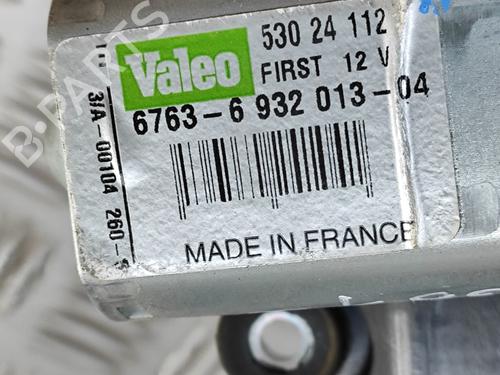 Valeo
530 24 112
FIRST 12 V
6763-6 932 013-04
3/A-00104 260-
MADE IN FRANCE
B-PARTS